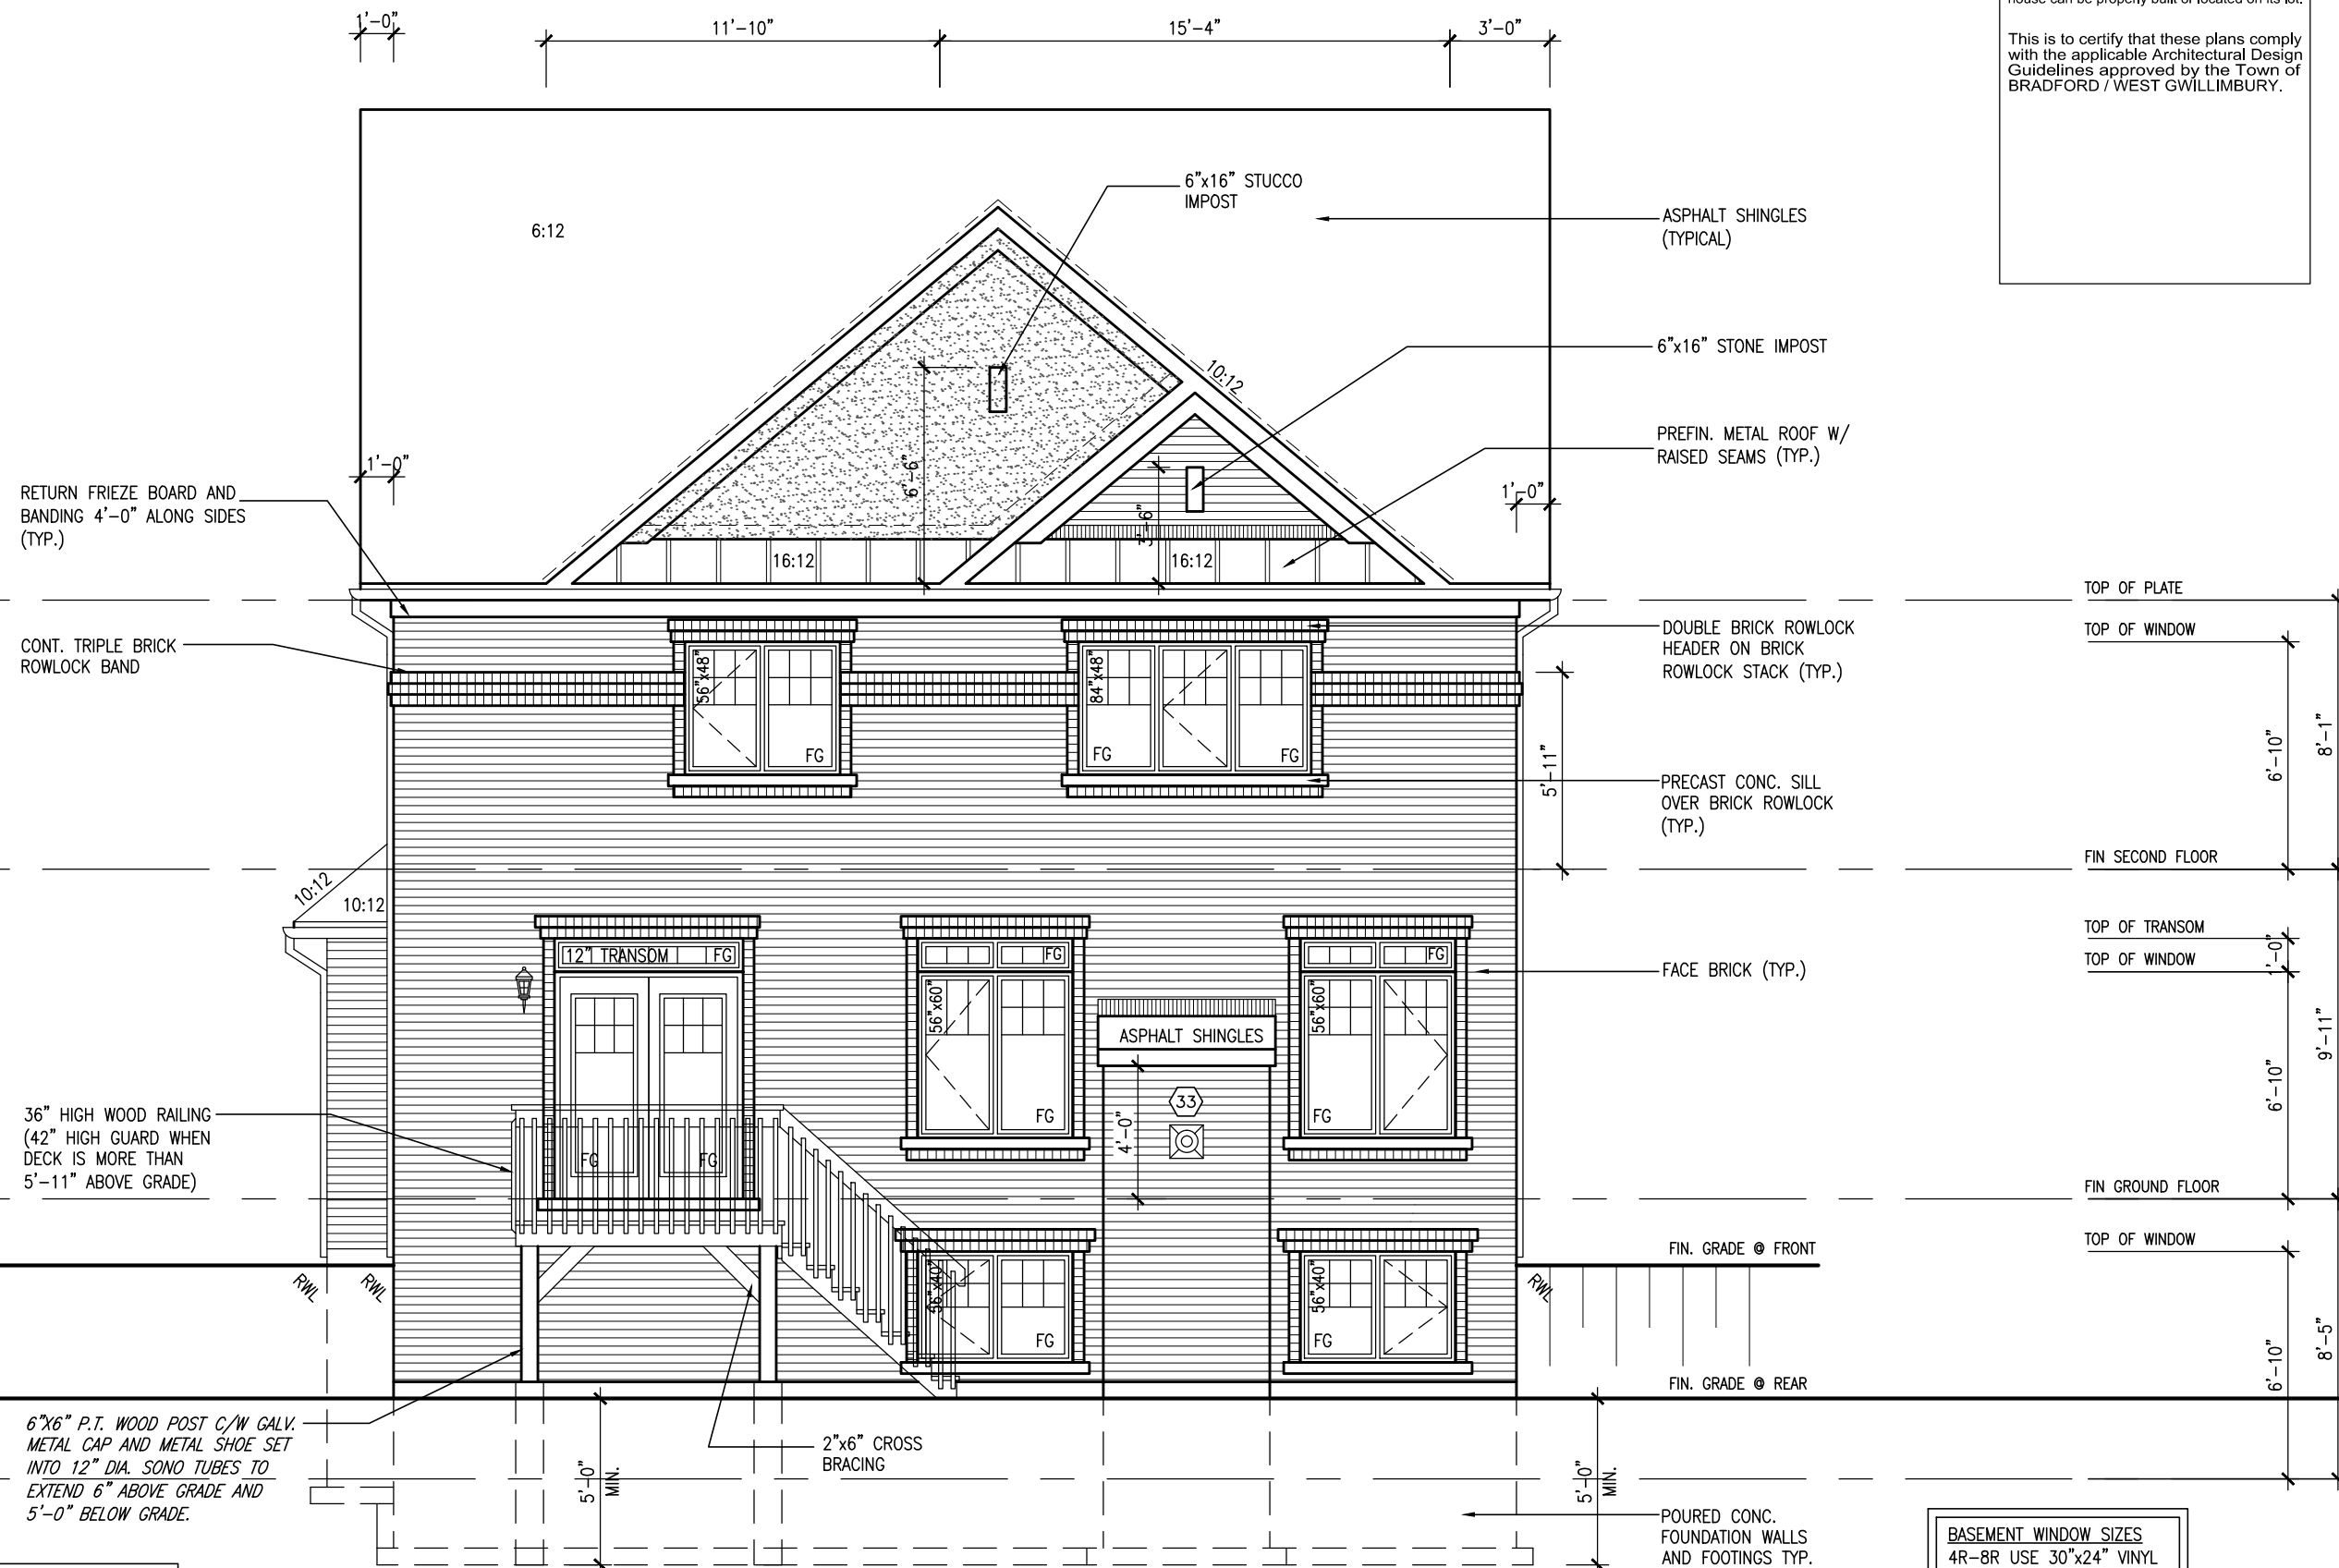 house can be properly built or located on its lot.
This is to certify that these plans comply
with the applicable Architectural Design
Guidelines approved by the Town of
BRADFORD / WEST GWILLIMBURY.
1'-0"
11'-10"
15'-4"
3'-0"
6"x16" STUCCO
IMPOST
6:12
ASPHALT SHINGLES
(TYPICAL)
6"x16" STONE IMPOST
10:12
PREFIN. METAL ROOF W/
RAISED SEAMS (TYP.)
1'-0"
6'-6"
1'-0"
RETURN FRIEZE BOARD AND
BANDING 4'-0" ALONG SIDES
(TYP.)
16:12
16:12
TOP OF PLATE
TOP OF WINDOW
CONT. TRIPLE BRICK
ROWLOCK BAND
DOUBLE BRICK ROWLOCK
HEADER ON BRICK
ROWLOCK STACK (TYP.)
56"x48"
FG
84"x48"
FG
FG
5'-11"
6'-10"
8'-1"
PRECAST CONC. SILL
OVER BRICK ROWLOCK
(TYP.)
FIN SECOND FLOOR
10:12
10:12
TOP OF TRANSOM
TOP OF WINDOW
1'-0"
12" TRANSOM
FG
FG
FG
FACE BRICK (TYP.)
56"x60"
56"x60"
ASPHALT SHINGLES
9'-11"
6'-10"
33
4'-0"
FG
FG
36" HIGH WOOD RAILING
(42" HIGH GUARD WHEN
DECK IS MORE THAN
5'-11" ABOVE GRADE)
FG
FG
FIN GROUND FLOOR
TOP OF WINDOW
FIN. GRADE @ FRONT
RWL
RWL
RWL
56"x40"
FG
56"x40"
FG
6'-10"
8'-5"
FIN. GRADE @ REAR
6"X6" P.T. WOOD POST C/W GALV.
METAL CAP AND METAL SHOE SET
INTO 12" DIA. SONO TUBES TO
EXTEND 6" ABOVE GRADE AND
5'-0" BELOW GRADE.
2"x6" CROSS
BRACING
5'-0"
MIN.
5'-0"
MIN.
POURED CONC.
FOUNDATION WALLS
AND FOOTINGS TYP.
BASEMENT WINDOW SIZES
4R-8R USE 30"x24" VINYL